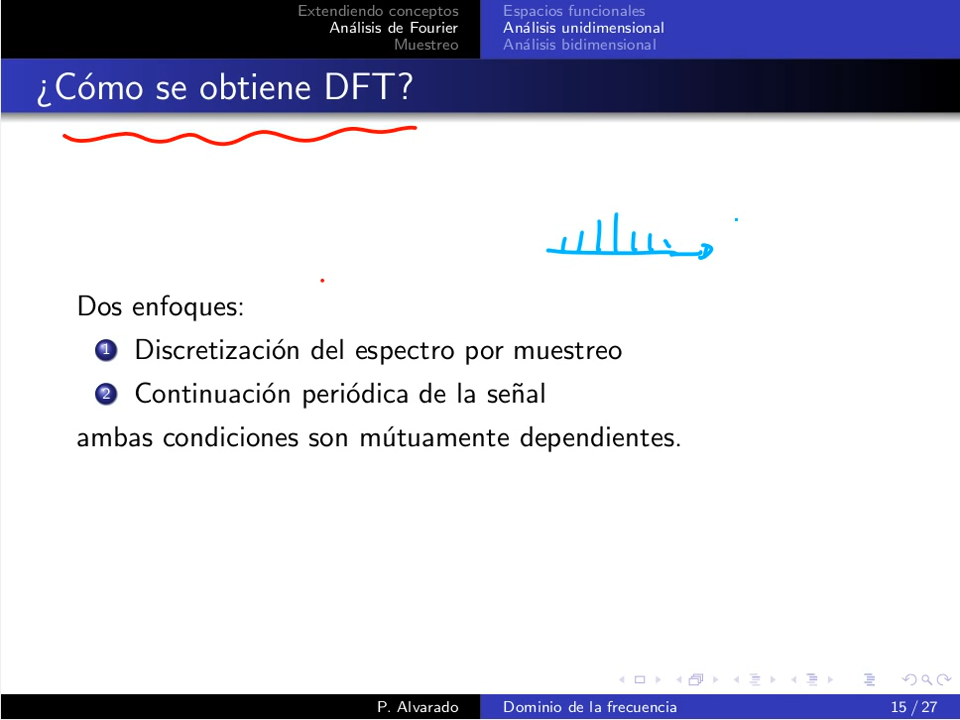 Extendiendo conceptos
Análisis de Fourier
Muestreo
Espacios funcionales
Análisis unidimensional
Análisis bidimensional
¿Cómo se obtiene DFT?
Dos enfoques:
1 Discretización del espectro por muestreo
2 Continuación periódica de la señal
ambas condiciones son mútuamente dependientes.
P. Alvarado
Dominio de la frecuencia
15 / 27